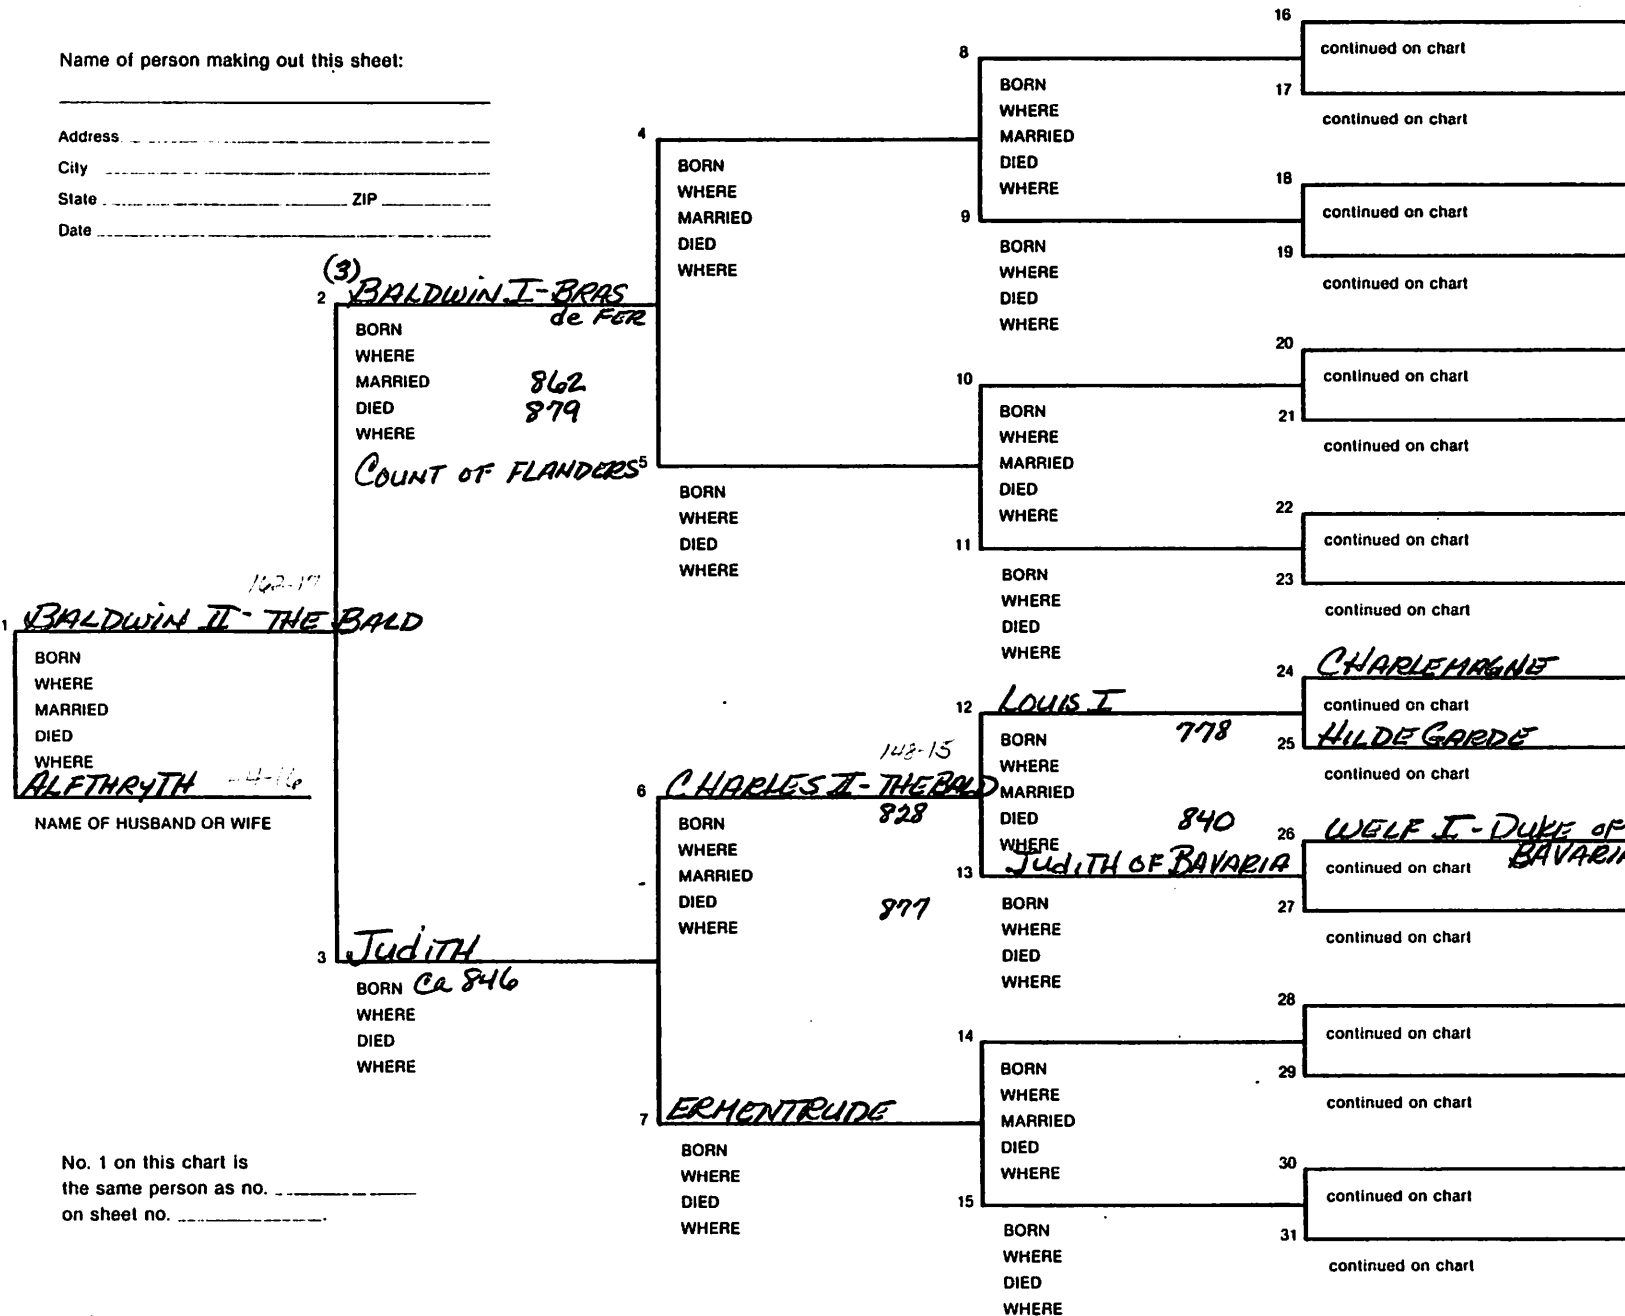 Name of person making out this sheet:
Address
City
State ZIP
Date
1 BALDWIN II - THE BALD
BORN
WHERE
MARRIED
DIED
WHERE
ALFTHRYTH
NAME OF HUSBAND OR WIFE
No. 1 on this chart is
the same person as no.
on sheet no.
(3)
2 BALDWIN I - BRAS
de FER
BORN
WHERE
MARRIED 862
DIED 879
WHERE
COUNT OF FLANDERS
3 JudiTH
BORN Ca 846
WHERE
DIED
WHERE
4
BORN
WHERE
MARRIED
DIED
WHERE
5
BORN
WHERE
DIED
WHERE
148-15
6 CHARLES II - THE BALD
BORN 828
WHERE
MARRIED
DIED 877
WHERE
7 ERMENTRUDE
BORN
WHERE
DIED
WHERE
8
BORN
WHERE
MARRIED
DIED
WHERE
9
BORN
WHERE
DIED
WHERE
10
BORN
WHERE
MARRIED
DIED
WHERE
11
BORN
WHERE
DIED
WHERE
12 LOUIS I
BORN 778
WHERE
MARRIED
DIED 840
WHERE
13 JudiTH OF BAVARIA
BORN
WHERE
DIED
WHERE
14
BORN
WHERE
MARRIED
DIED
WHERE
15
BORN
WHERE
DIED
WHERE
16
continued on chart
17
continued on chart
18
continued on chart
19
continued on chart
20
continued on chart
21
continued on chart
22
continued on chart
23
continued on chart
24 CHARLEMAGNE
continued on chart
25 HILDEGARDE
continued on chart
26 WELF I - DUKE OF
BAVARIA
continued on chart
27
continued on chart
28
continued on chart
29
continued on chart
30
continued on chart
31
continued on chart